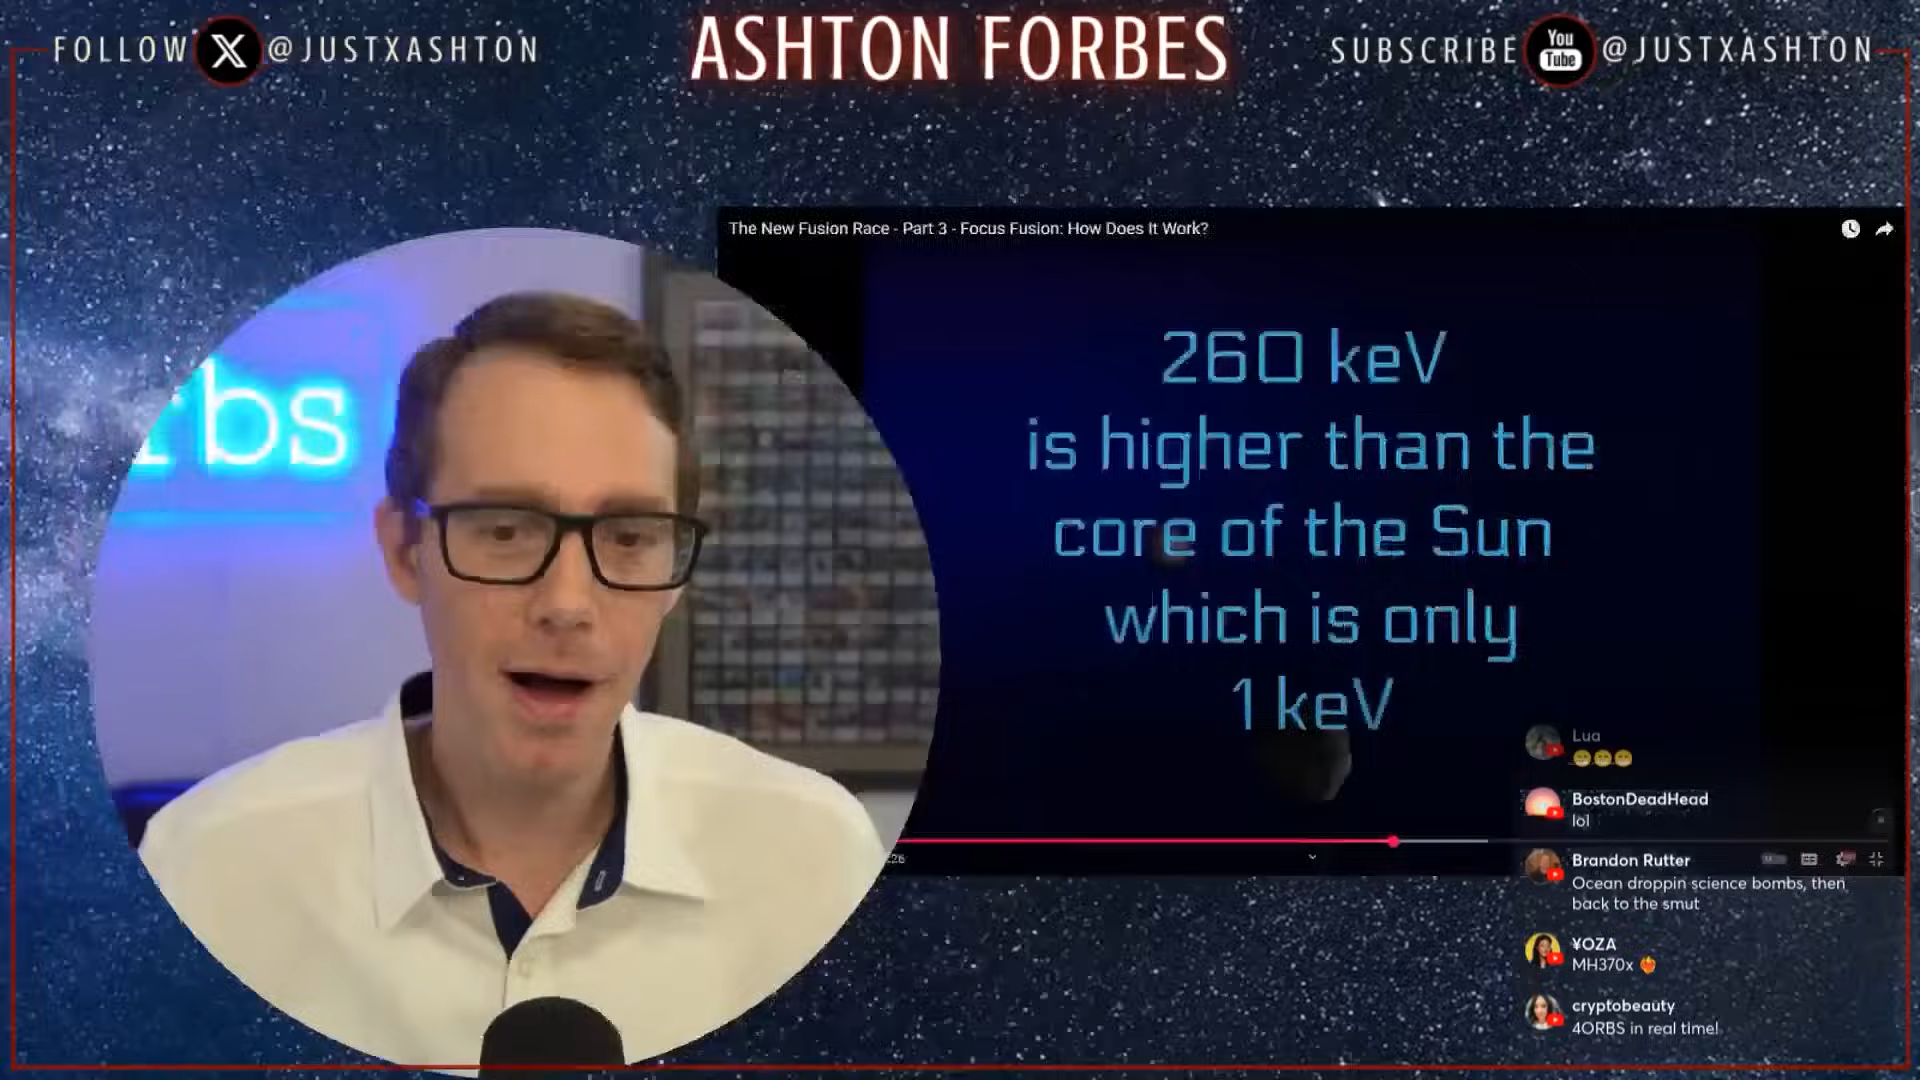 FOLLOW X @JUSTXASHTON
ASHTON FORBES
SUBSCRIBE You Tube @JUSTXASHTON
The New Fusion Race - Part 3 - Focus Fusion: How Does It Work?
rbs
260 keV
is higher than the
core of the Sun
which is only
1 keV
Lua
😁😁😁
BostonDeadHead
lol
:26
Brandon Rutter
Ocean droppin science bombs, then
back to the smut
¥OZA
MH370x ❤️‍🔥
cryptobeauty
4ORBS in real time!